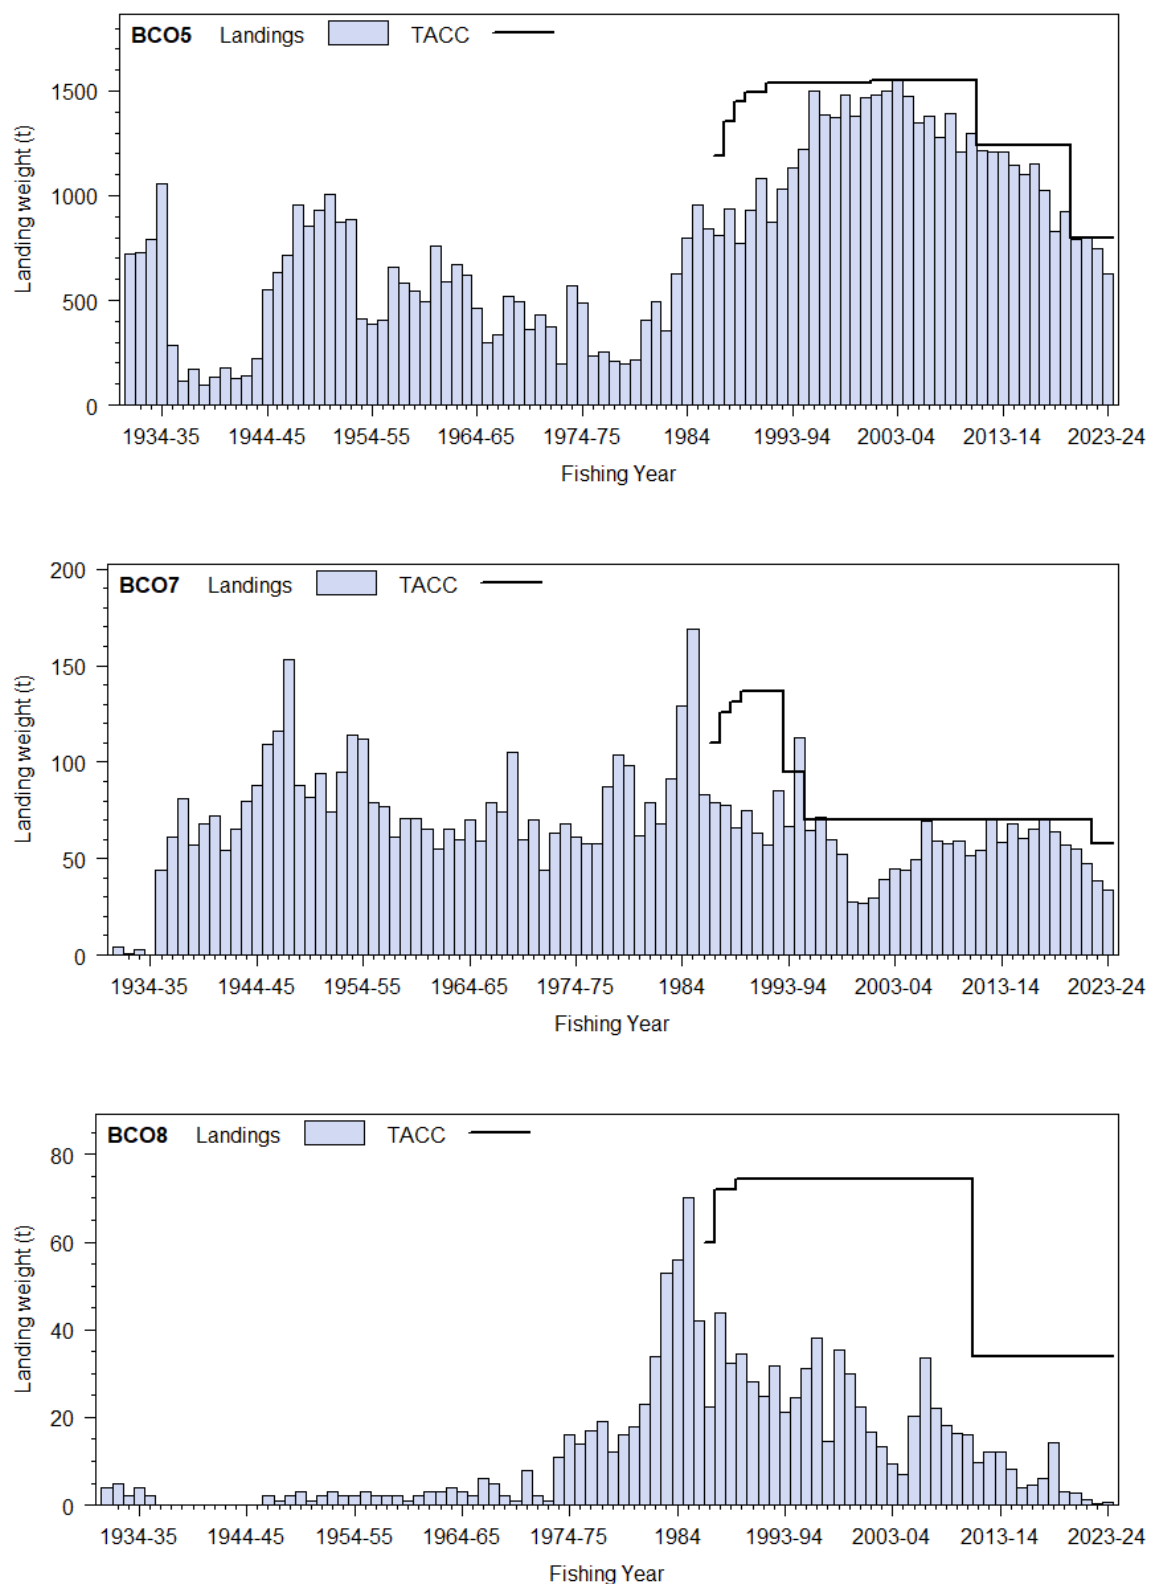 BCO5 Landings TACC
Landing weight (t)
1500
1000
500
0
1934-35 1944-45 1954-55 1964-65 1974-75 1984 1993-94 2003-04 2013-14 2023-24
Fishing Year
BCO7 Landings TACC
Landing weight (t)
200
150
100
50
0
1934-35 1944-45 1954-55 1964-65 1974-75 1984 1993-94 2003-04 2013-14 2023-24
Fishing Year
BCO8 Landings TACC
Landing weight (t)
80
60
40
20
0
1934-35 1944-45 1954-55 1964-65 1974-75 1984 1993-94 2003-04 2013-14 2023-24
Fishing Year